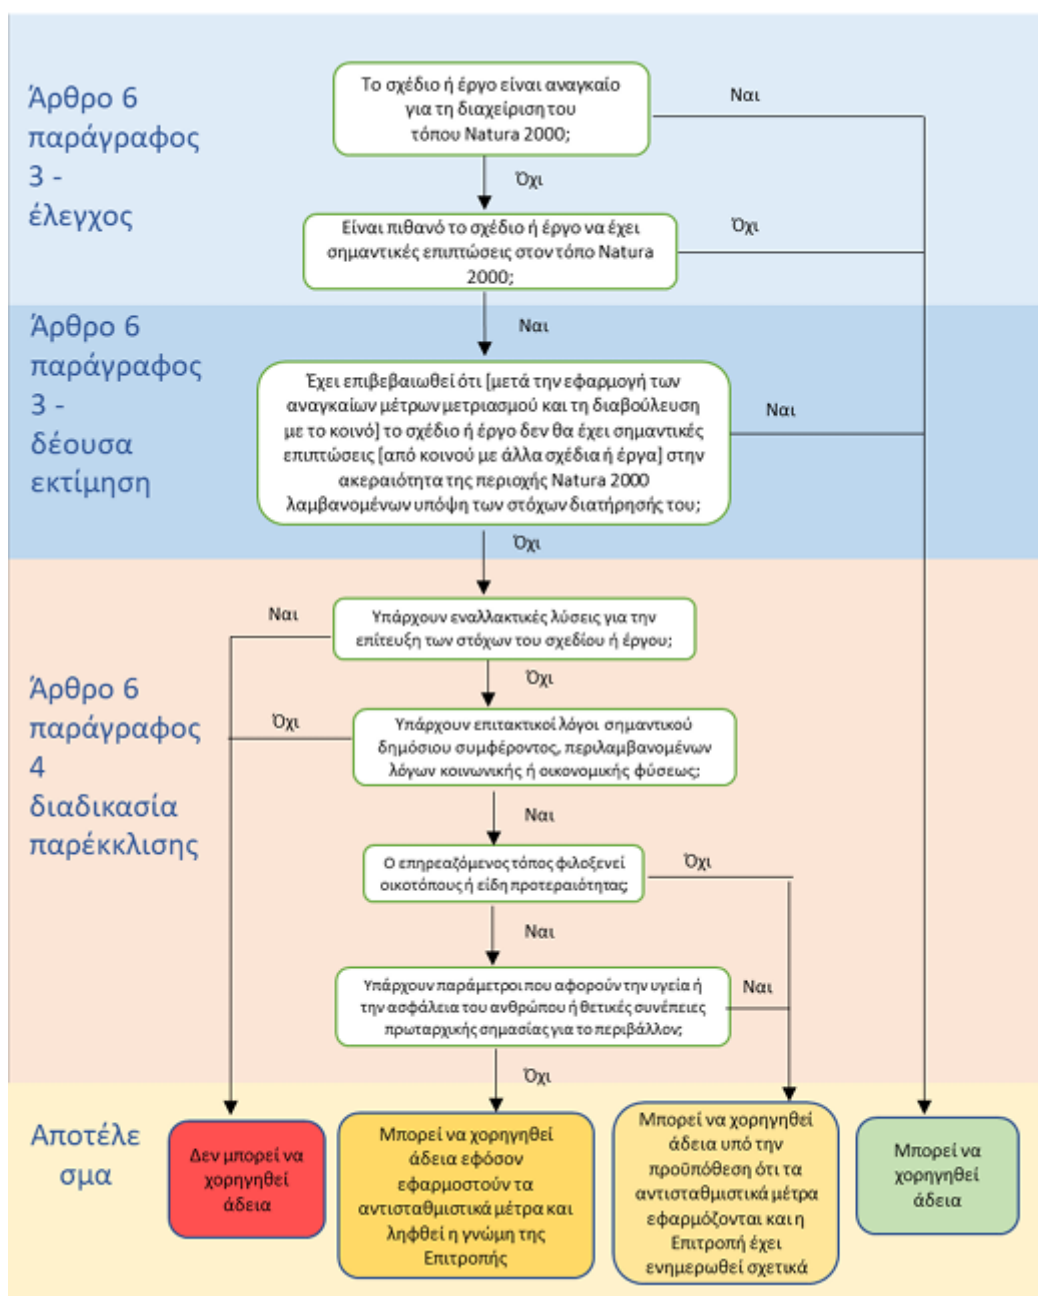 Άρθρο 6
παράγραφος
3 -
έλεγχος
Το σχέδιο ή έργο είναι αναγκαίο
για τη διαχείριση του
τόπου Natura 2000;
Ναι
Όχι
Είναι πιθανό το σχέδιο ή έργο να έχει
σημαντικές επιπτώσεις στον τόπο Natura
2000;
Όχι
Ναι
Άρθρο 6
παράγραφος
3 -
δέουσα
εκτίμηση
Έχει επιβεβαιωθεί ότι [μετά την εφαρμογή των
αναγκαίων μέτρων μετριασμού και τη διαβούλευση
με το κοινό] το σχέδιο ή έργο δεν θα έχει σημαντικές
επιπτώσεις [από κοινού με άλλα σχέδια ή έργα] στην
ακεραιότητα της περιοχής Natura 2000
λαμβανομένων υπόψη των στόχων διατήρησής του;
Ναι
Όχι
Άρθρο 6
παράγραφος
4
διαδικασία
παρέκκλισης
Υπάρχουν εναλλακτικές λύσεις για την
επίτευξη των στόχων του σχεδίου ή έργου;
Ναι
Όχι
Υπάρχουν επιτακτικοί λόγοι σημαντικού
δημόσιου συμφέροντος, περιλαμβανομένων
λόγων κοινωνικής ή οικονομικής φύσεως;
Όχι
Ναι
Ο επηρεαζόμενος τόπος φιλοξενεί
οικοτόπους ή είδη προτεραιότητας;
Όχι
Ναι
Υπάρχουν παράμετροι που αφορούν την υγεία ή
την ασφάλεια του ανθρώπου ή θετικές συνέπειες
πρωταρχικής σημασίας για το περιβάλλον;
Ναι
Όχι
Αποτέλε
σμα
Δεν μπορεί να
χορηγηθεί
άδεια
Μπορεί να χορηγηθεί
άδεια εφόσον
εφαρμοστούν τα
αντισταθμιστικά μέτρα και
ληφθεί η γνώμη της
Επιτροπής
Μπορεί να χορηγηθεί
άδεια υπό την
προϋπόθεση ότι τα
αντισταθμιστικά μέτρα
εφαρμόζονται και η
Επιτροπή έχει
ενημερωθεί σχετικά
Μπορεί να
χορηγηθεί
άδεια